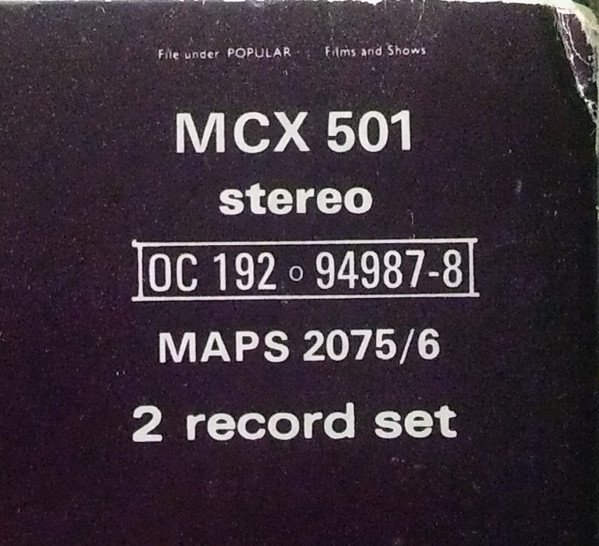 File under POPULAR - Films and Shows
MCX 501
stereo
OC 192 o 94987-8
MAPS 2075/6
2 record set